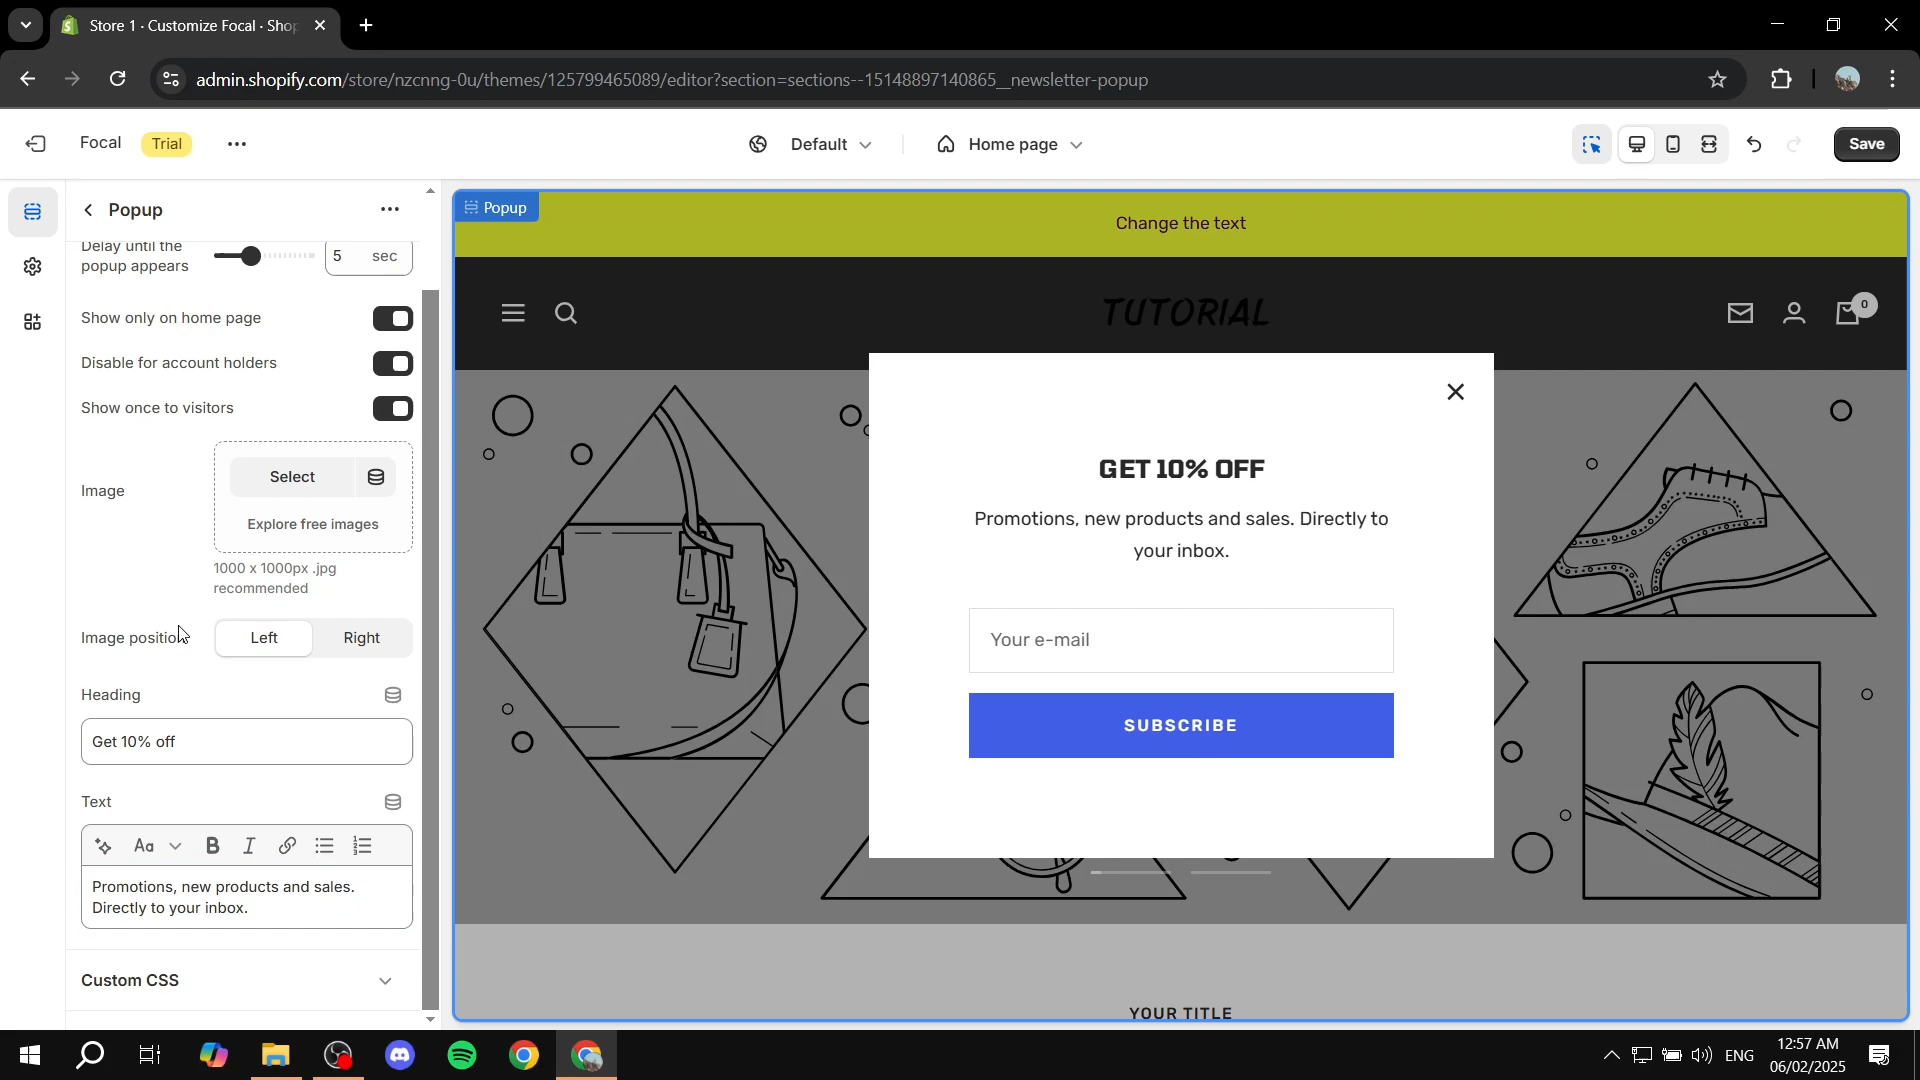 Store 1 · Customize Focal · Shop
admin.shopify.com/store/nzcnng-0u/themes/125799465089/editor?section=sections--15148897140865__newsletter-popup
Focal
Trial
Default
Home page
Save
Popup
Delay until the
popup appears
5 sec
Show only on home page
Disable for account holders
Show once to visitors
Image
Select
Explore free images
1000 x 1000px .jpg
recommended
Image position
Left
Right
Heading
Get 10% off
Text
Aa
B I
Promotions, new products and sales.
Directly to your inbox.
Custom CSS
Popup
Change the text
TUTORIAL
0
GET 10% OFF
Promotions, new products and sales. Directly to
your inbox.
Your e-mail
SUBSCRIBE
YOUR TITLE
ENG
12:57 AM
06/02/2025